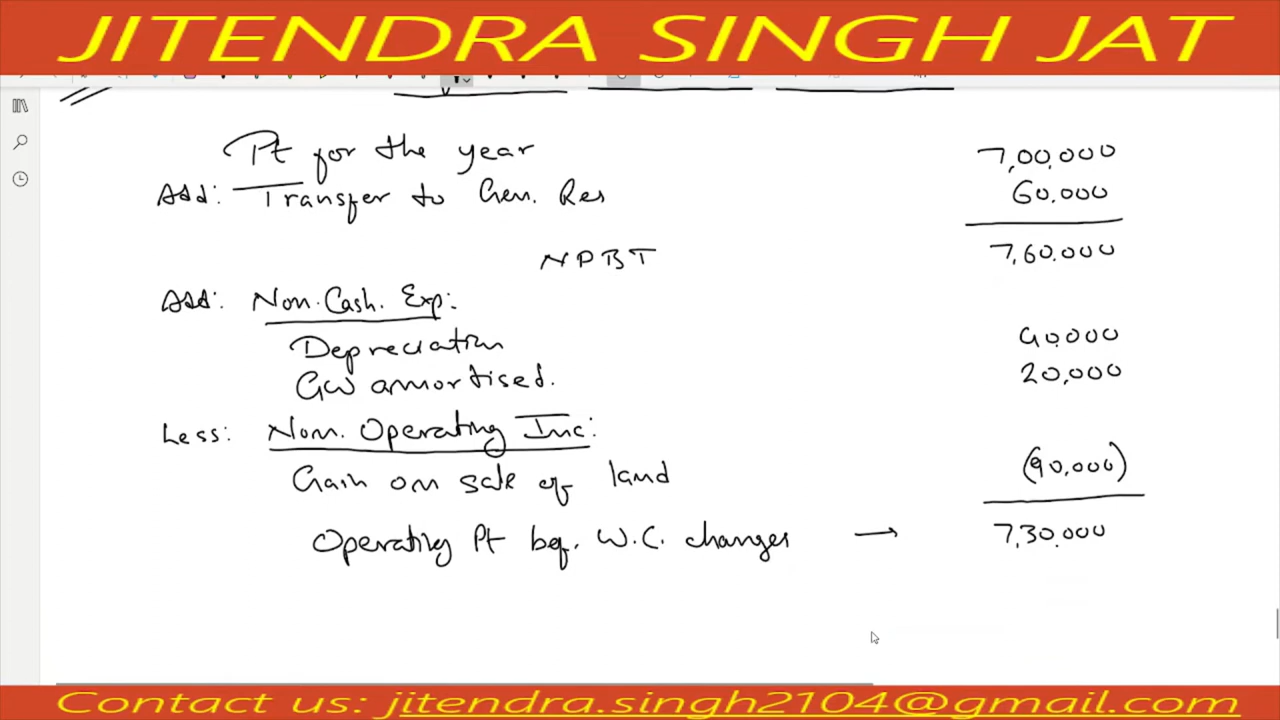 JITENDRA SINGH JAT
Pt for the year 7,00,000
Add: Transfer to Gen. Res 60,000
NPBT 7,60,000
Add: Non. Cash. Exp:
Depreciation 40,000
GW amortised. 20,000
Less: Non. Operating Inc:
Gain on sale of land (90,000)
Operating Pt bef. W.C. changes → 7,30,000
Contact us: jitendra.singh2104@gmail.com